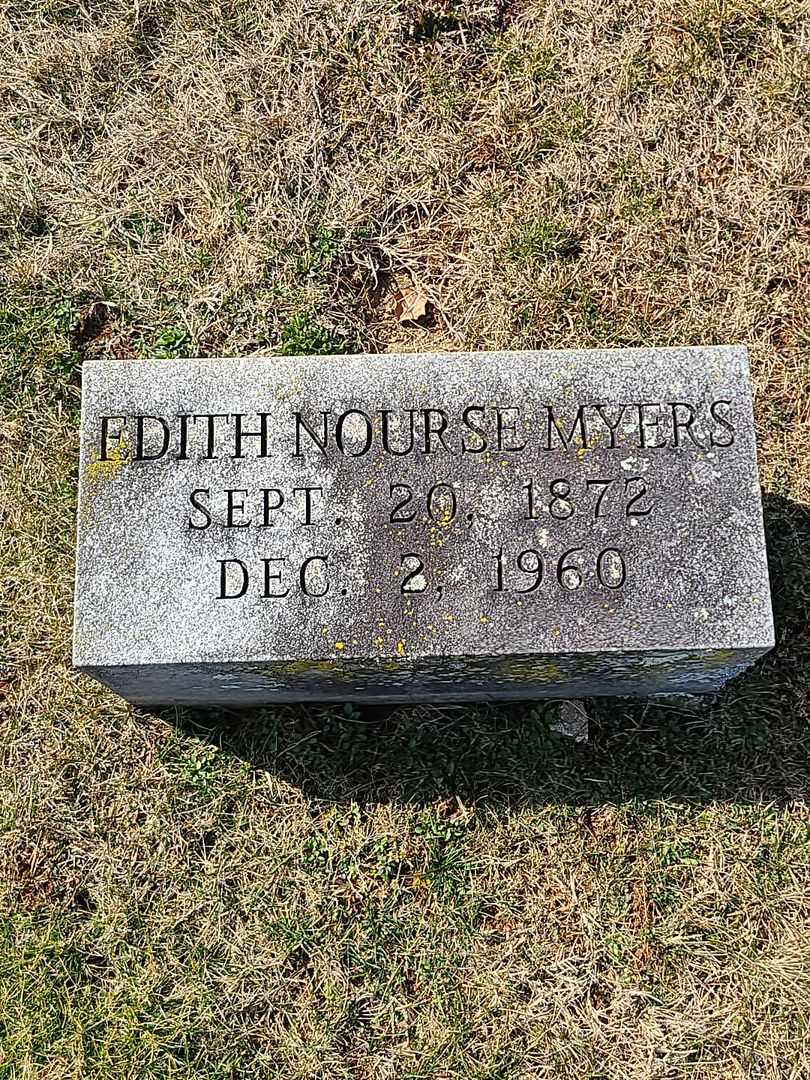 EDITH NOURSE MYERS
SEPT. 20, 1872
DEC. 2, 1960